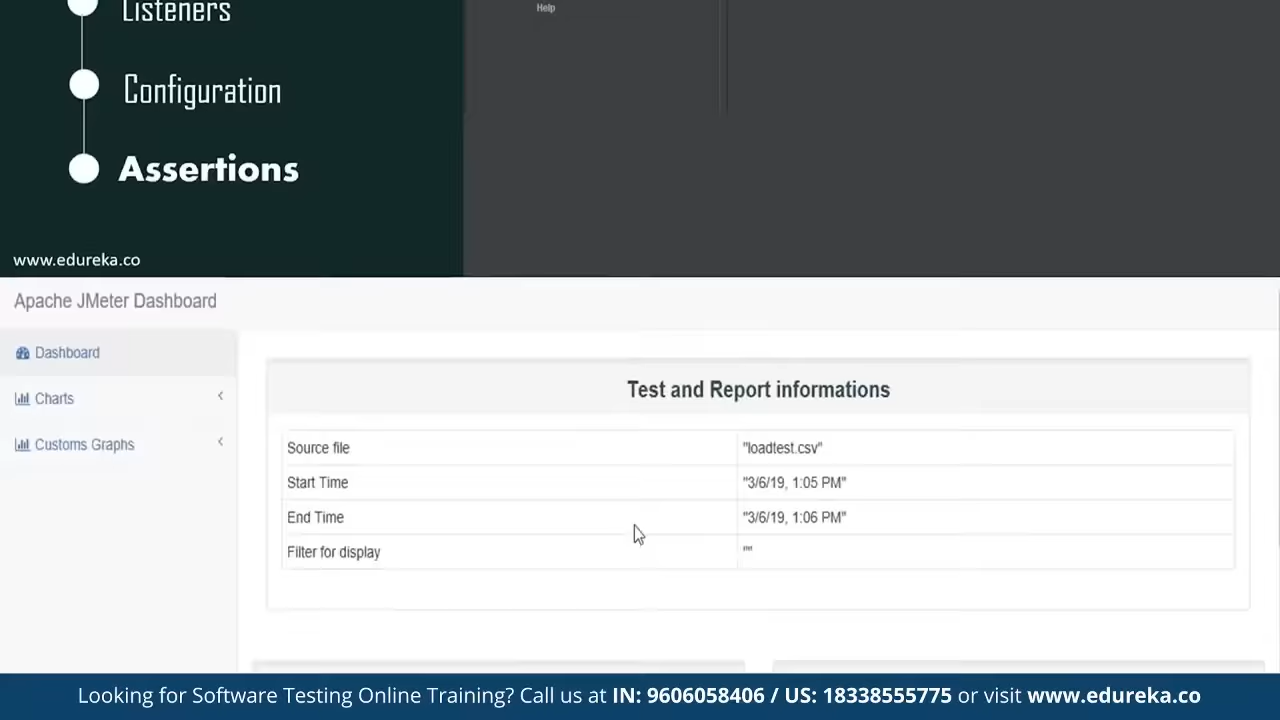 Listeners
Help
Configuration
Assertions
www.edureka.co
Apache JMeter Dashboard
Dashboard
Charts
Customs Graphs
Test and Report informations
Source file "loadtest.csv"
Start Time "3/6/19, 1:05 PM"
End Time "3/6/19, 1:06 PM"
Filter for display ""
Looking for Software Testing Online Training? Call us at IN: 9606058406 / US: 18338555775 or visit www.edureka.co